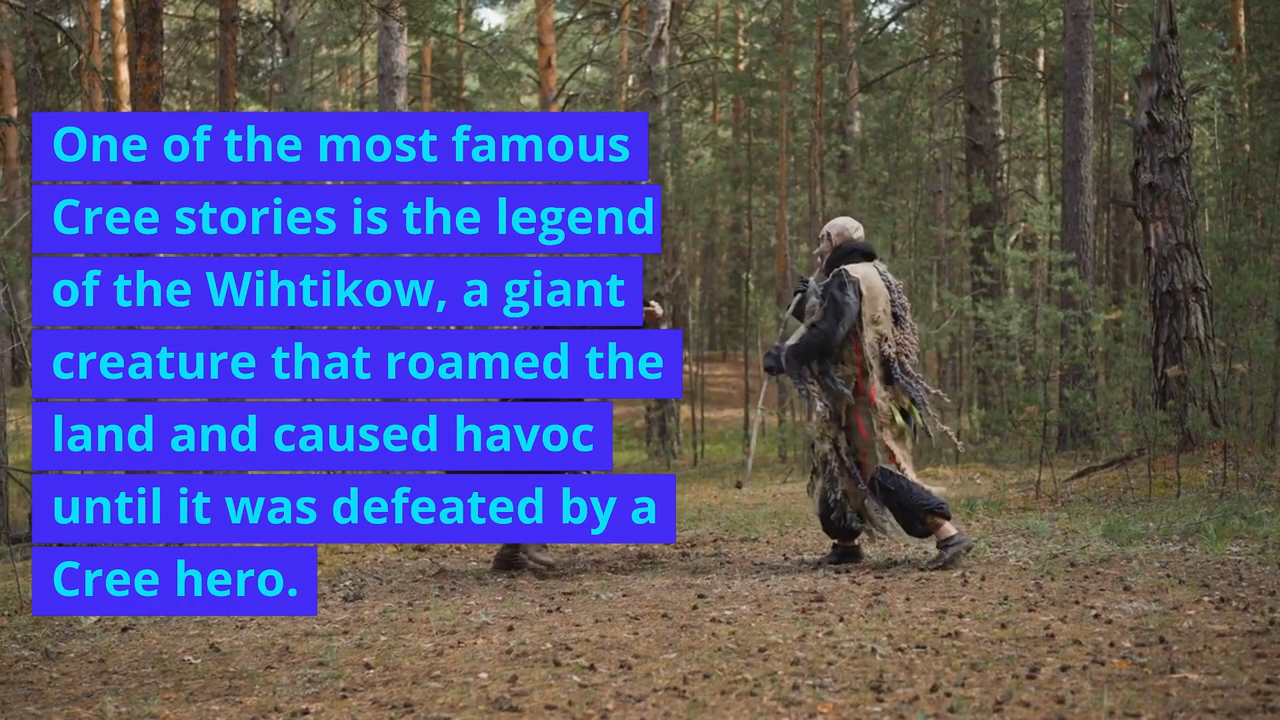 One of the most famous
Cree stories is the legend
of the Wihtikow, a giant
creature that roamed the
land and caused havoc
until it was defeated by a
Cree hero.